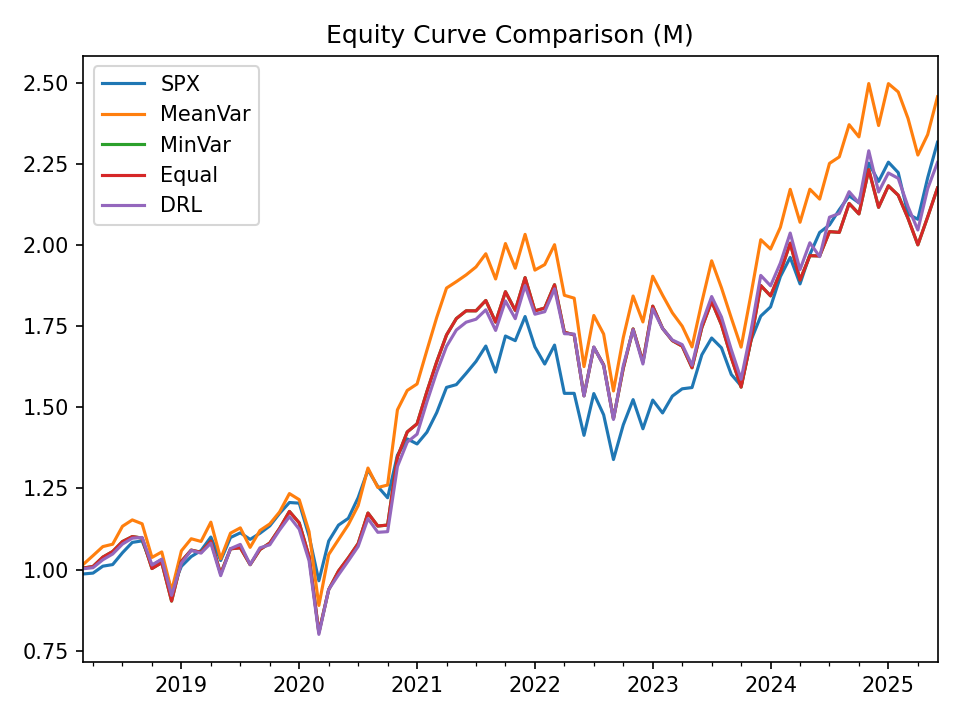 Equity Curve Comparison (M)
SPX
MeanVar
MinVar
Equal
DRL
2.50
2.25
2.00
1.75
1.50
1.25
1.00
0.75
2019 2020 2021 2022 2023 2024 2025